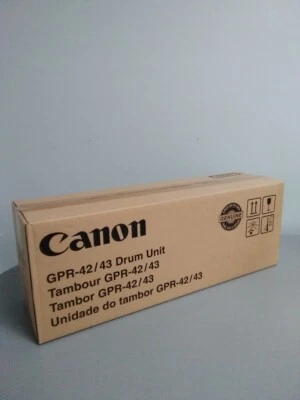 Canon
GENUINE
GPR-42/43 Drum Unit
Tambour GPR-42/43
Tambor GPR-42/43
Unidade do tambor GPR-42/43